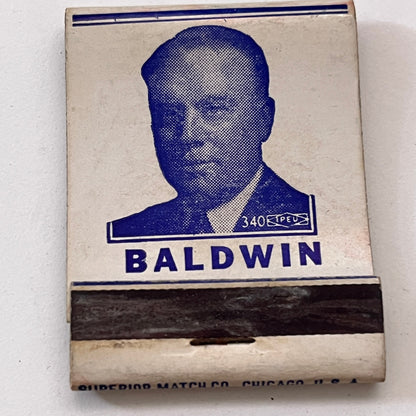 340 TPEU
BALDWIN
SUPERIOR MATCH CO. CHICAGO, U.S.A.